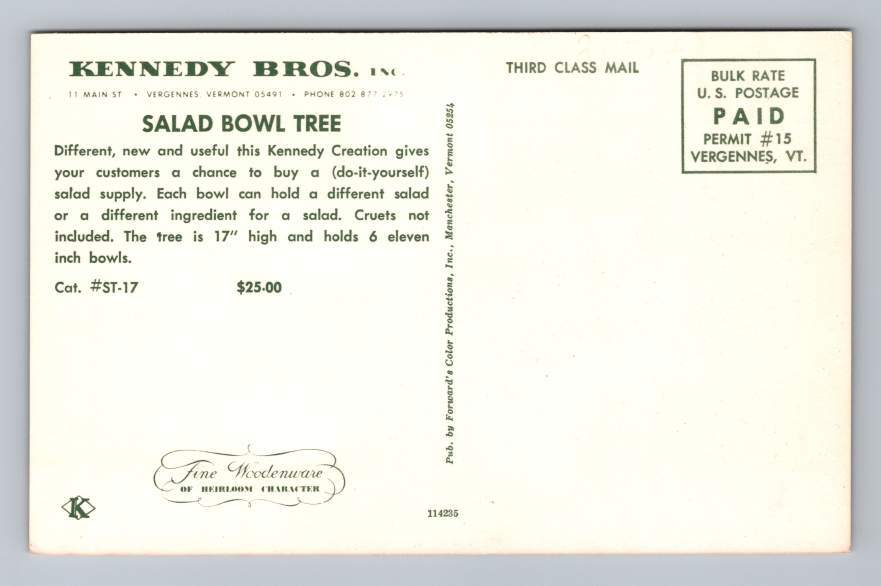 KENNEDY BROS. INC.
11 MAIN ST • VERGENNES VERMONT 05491 • PHONE 802 877 2975
SALAD BOWL TREE
Different, new and useful this Kennedy Creation gives
your customers a chance to buy a (do-it-yourself)
salad supply. Each bowl can hold a different salad
or a different ingredient for a salad. Cruets not
included. The tree is 17" high and holds 6 eleven
inch bowls.
Cat. #ST-17 $25.00
Fine Woodenware
OF HEIRLOOM CHARACTER
K
Pub. by Forward's Color Productions, Inc., Manchester, Vermont 05254
114235
THIRD CLASS MAIL
BULK RATE
U. S. POSTAGE
PAID
PERMIT #15
VERGENNES, VT.